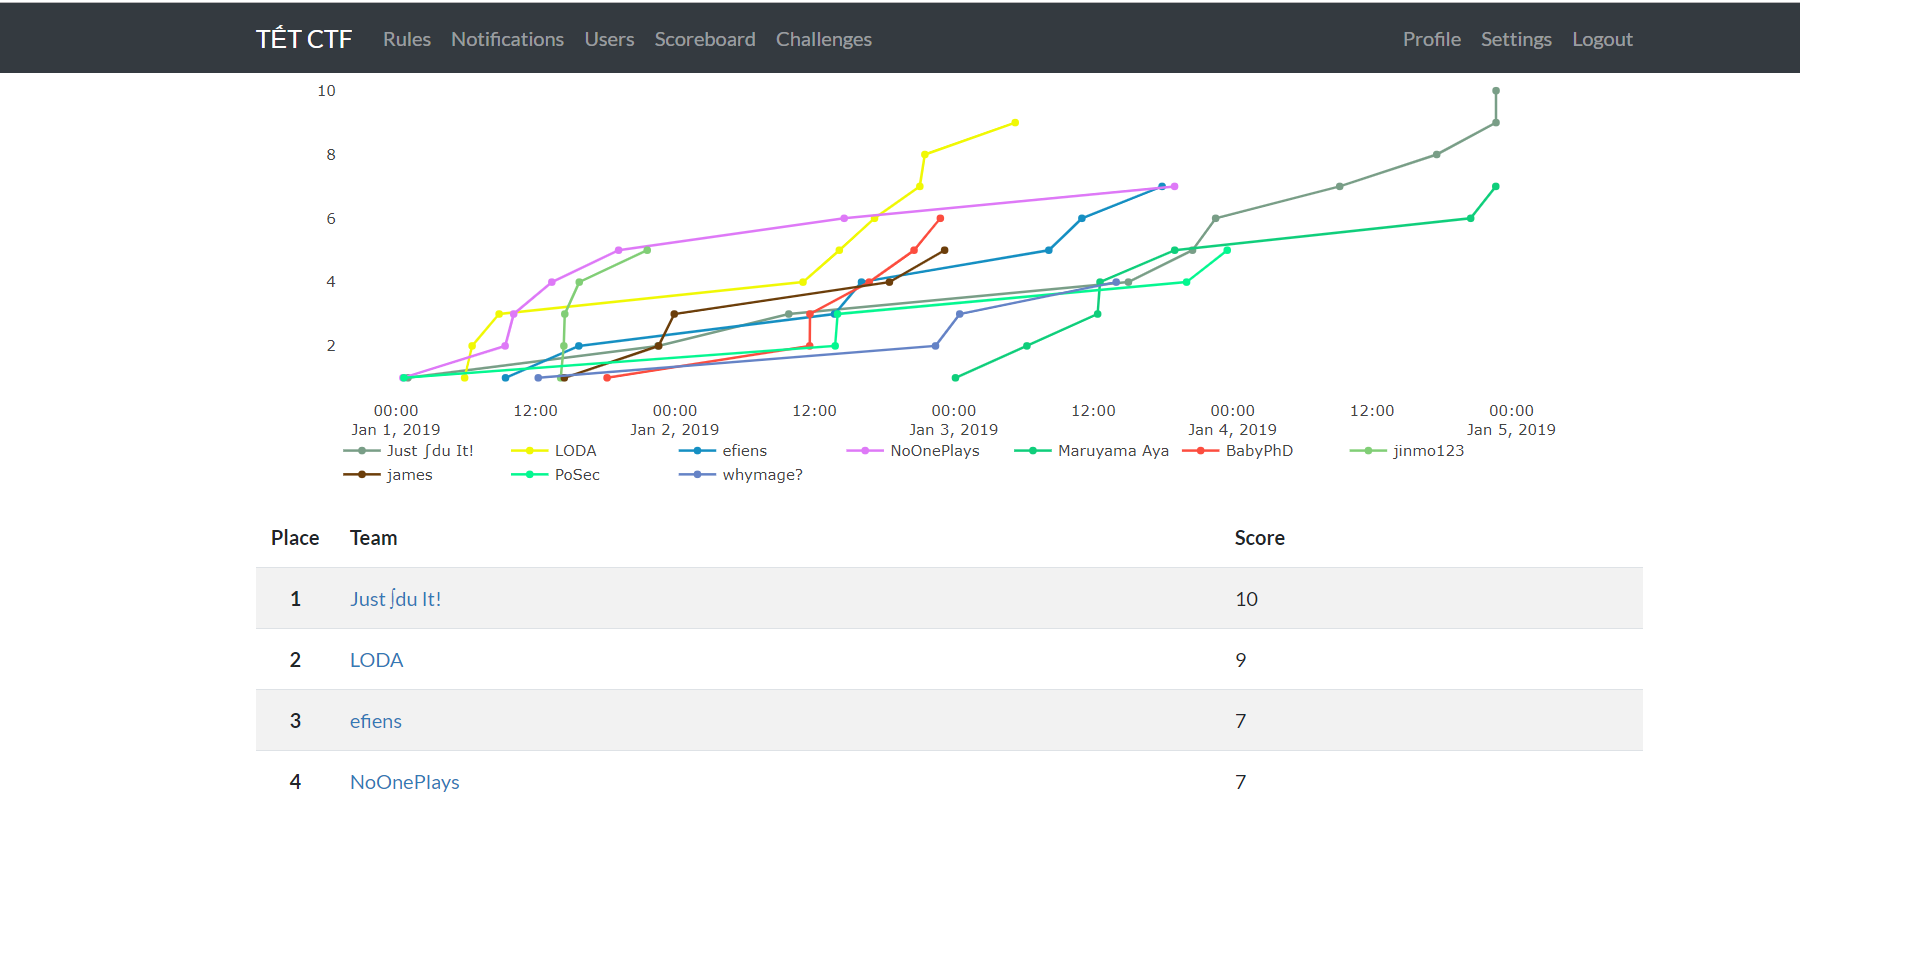 TẾT CTF Rules Notifications Users Scoreboard Challenges Profile Settings Logout
10
8
6
4
2
00:00 12:00 00:00 12:00 00:00 12:00 00:00 12:00 00:00
Jan 1, 2019 Jan 2, 2019 Jan 3, 2019 Jan 4, 2019 Jan 5, 2019
Just ∫du It! LODA efiens NoOnePlays Maruyama Aya BabyPhD jinmo123
james PoSec whymage?
Place Team Score
1 Just ∫du It! 10
2 LODA 9
3 efiens 7
4 NoOnePlays 7